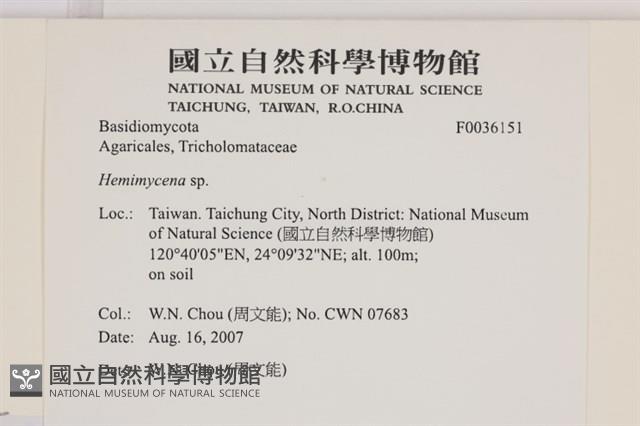 國立自然科學博物館
NATIONAL MUSEUM OF NATURAL SCIENCE
TAICHUNG, TAIWAN, R.O.CHINA
Basidiomycota F0036151
Agaricales, Tricholomataceae
Hemimycena sp.
Loc.: Taiwan. Taichung City, North District: National Museum
of Natural Science (國立自然科學博物館)
120°40'05"EN, 24°09'32"NE; alt. 100m;
on soil
Col.: W.N. Chou (周文能); No. CWN 07683
Date: Aug. 16, 2007
W.N. Chou (周文能)
國立自然科學博物館
NATIONAL MUSEUM OF NATURAL SCIENCE